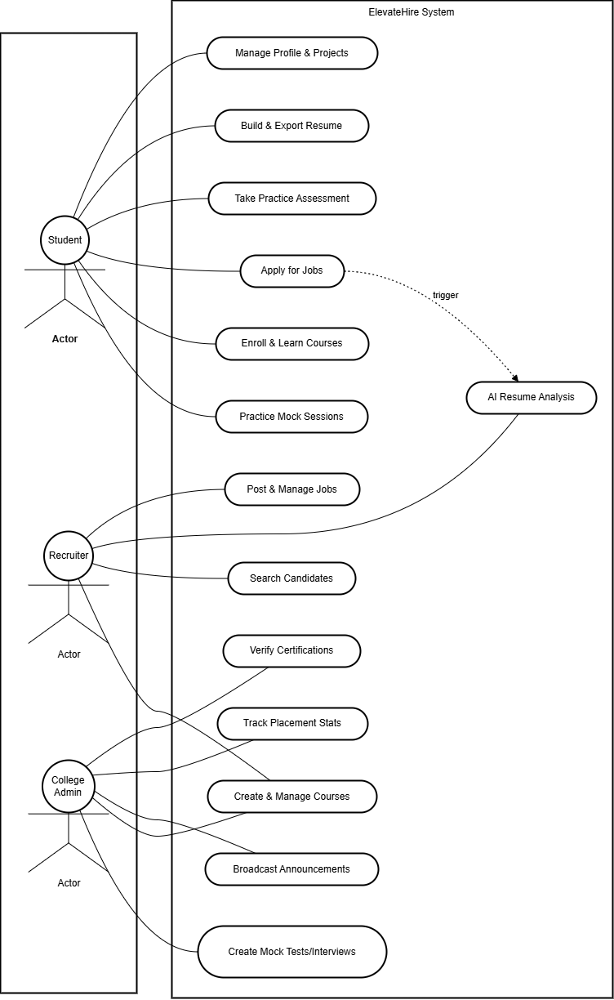 ElevateHire System
Manage Profile & Projects
Build & Export Resume
Take Practice Assessment
Student
Apply for Jobs
trigger
Actor
Enroll & Learn Courses
AI Resume Analysis
Practice Mock Sessions
Post & Manage Jobs
Recruiter
Search Candidates
Actor
Verify Certifications
Track Placement Stats
College
Admin
Create & Manage Courses
Broadcast Announcements
Actor
Create Mock Tests/Interviews